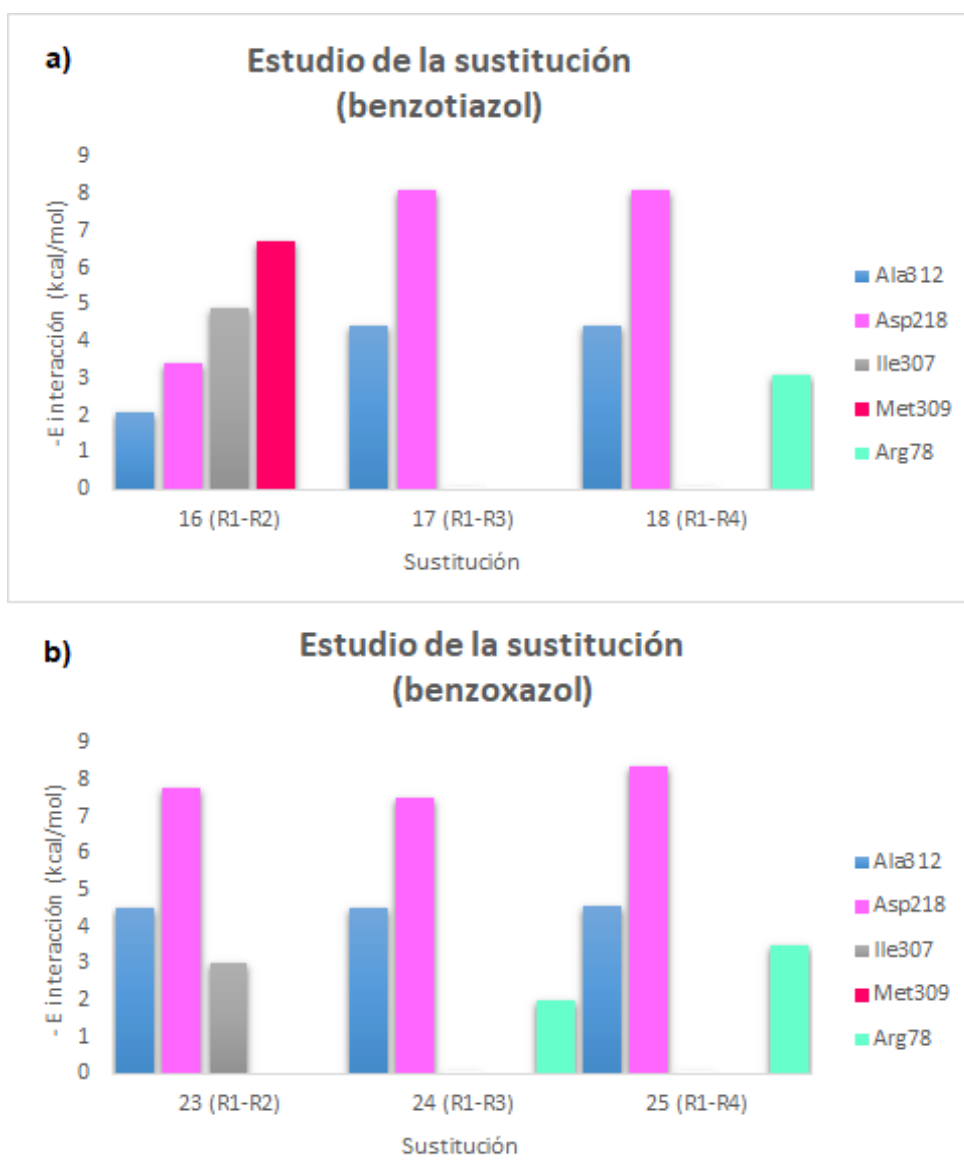 a)
Estudio de la sustitución
(benzotiazol)
-E interacción (kcal/mol)
9
8
7
6
5
4
3
2
1
0
16 (R1-R2)
17 (R1-R3)
18 (R1-R4)
Sustitución
Ala312
Asp218
Ile307
Met309
Arg78
b)
Estudio de la sustitución
(benzoxazol)
- E interacción (kcal/mol)
9
8
7
6
5
4
3
2
1
0
23 (R1-R2)
24 (R1-R3)
25 (R1-R4)
Sustitución
Ala312
Asp218
Ile307
Met309
Arg78